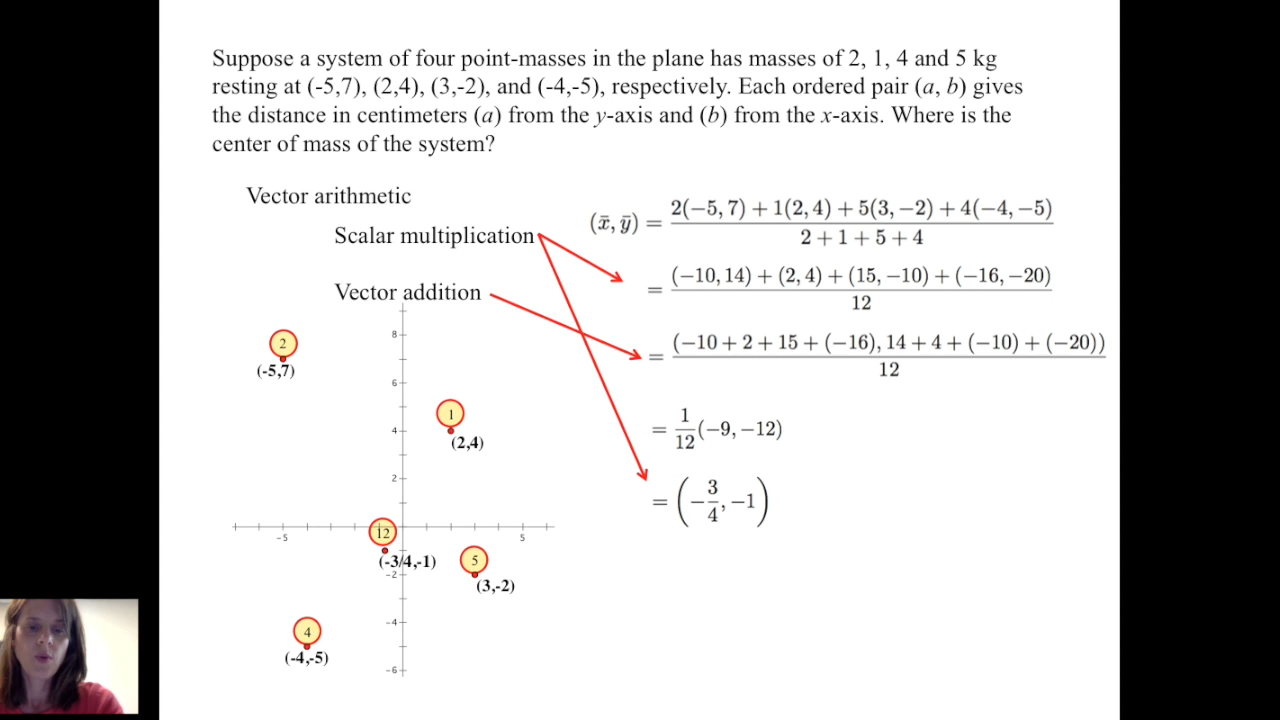 Suppose a system of four point-masses in the plane has masses of 2, 1, 4 and 5 kg
resting at (-5,7), (2,4), (3,-2), and (-4,-5), respectively. Each ordered pair (a, b) gives
the distance in centimeters (a) from the y-axis and (b) from the x-axis. Where is the
center of mass of the system?
Vector arithmetic
Scalar multiplication
Vector addition
(x̄, ȳ) = 2(−5, 7) + 1(2, 4) + 5(3, −2) + 4(−4, −5)
2 + 1 + 5 + 4
= (−10, 14) + (2, 4) + (15, −10) + (−16, −20)
12
= (−10 + 2 + 15 + (−16), 14 + 4 + (−10) + (−20))
12
= 1/12 (−9, −12)
= (−3/4, −1)
8
2
(-5,7)
6
1
4
(2,4)
2
12
-5
5
(-3/4,-1)
5
-2
(3,-2)
-4
4
(-4,-5)
-6